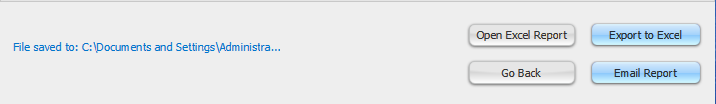 Open Excel Report
Export to Excel
File saved to: C:\Documents and Settings\Administra...
Go Back
Email Report